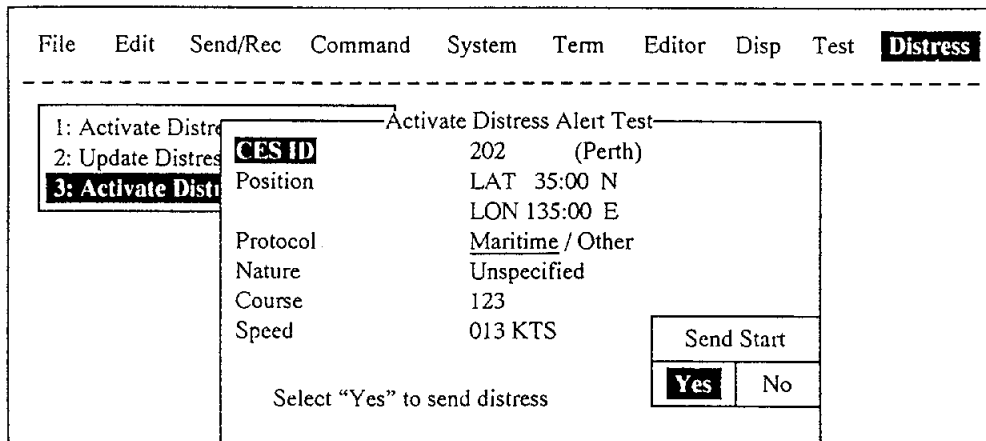 File Edit Send/Rec Command System Term Editor Disp Test Distress
1: Activate Distre
2: Update Distres
3: Activate Distr
Activate Distress Alert Test
CES ID 202 (Perth)
Position LAT 35:00 N
LON 135:00 E
Protocol Maritime / Other
Nature Unspecified
Course 123
Speed 013 KTS
Send Start
Yes No
Select “Yes” to send distress